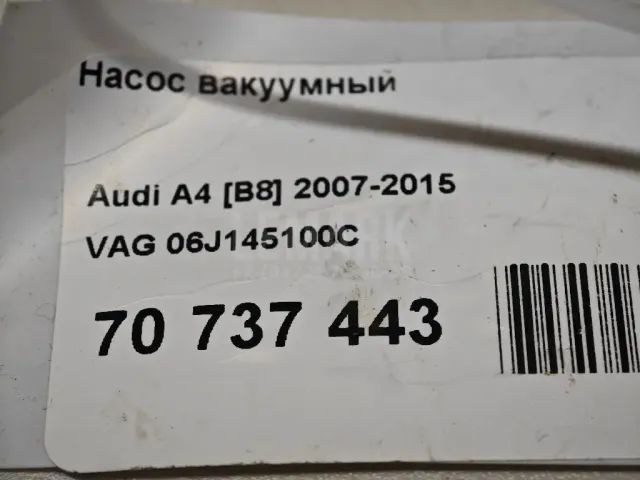 Насос вакуумный
Audi A4 [B8] 2007-2015
VAG 06J145100C
70 737 443